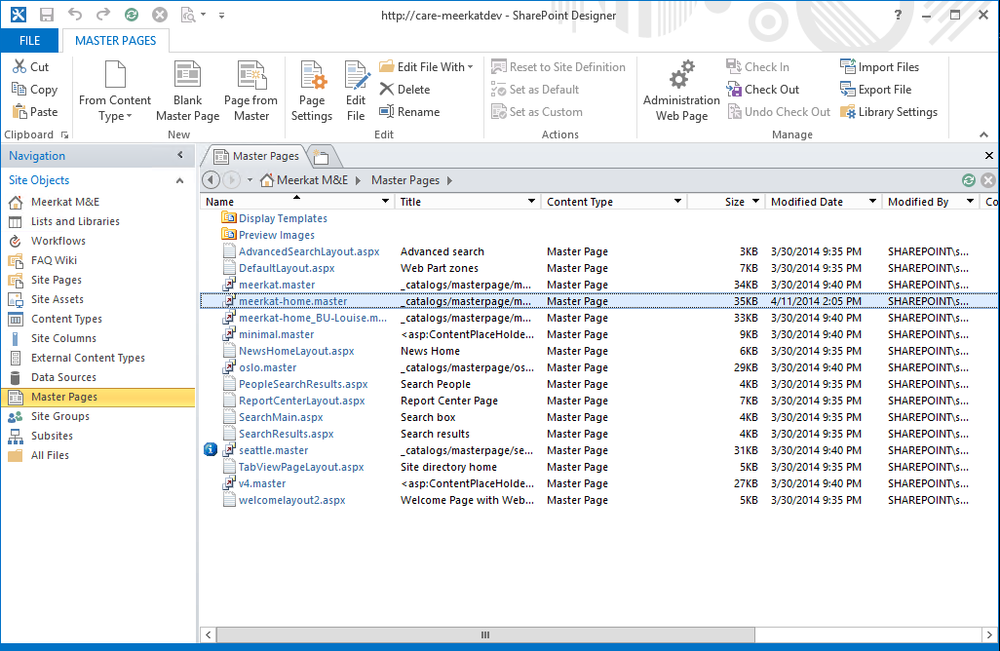 http://care-meerkatdev - SharePoint Designer
?
FILE
MASTER PAGES
Cut
Copy
Paste
Clipboard
From Content Type
Blank Master Page
Page from Master
New
Page Settings
Edit File
Edit File With
Delete
Rename
Edit
Reset to Site Definition
Set as Default
Set as Custom
Actions
Administration Web Page
Check In
Check Out
Undo Check Out
Import Files
Export File
Library Settings
Manage
Navigation
Site Objects
Meerkat M&E
Lists and Libraries
Workflows
FAQ Wiki
Site Pages
Site Assets
Content Types
Site Columns
External Content Types
Data Sources
Master Pages
Site Groups
Subsites
All Files
Master Pages
Meerkat M&E Master Pages
Name Title Content Type Size Modified Date Modified By Co
Display Templates
Preview Images
AdvancedSearchLayout.aspx Advanced search Master Page 3KB 3/30/2014 9:35 PM SHAREPOINT\s...
DefaultLayout.aspx Web Part zones Master Page 7KB 3/30/2014 9:35 PM SHAREPOINT\s...
meerkat.master _catalogs/masterpage/m... Master Page 34KB 3/30/2014 9:40 PM SHAREPOINT\s...
meerkat-home.master _catalogs/masterpage/m... Master Page 35KB 4/11/2014 2:05 PM SHAREPOINT\s...
meerkat-home_BU-Louise.m... _catalogs/masterpage/m... Master Page 33KB 3/30/2014 9:40 PM SHAREPOINT\s...
minimal.master <asp:ContentPlaceHolde... Master Page 9KB 3/30/2014 9:40 PM SHAREPOINT\s...
NewsHomeLayout.aspx News Home Master Page 6KB 3/30/2014 9:35 PM SHAREPOINT\s...
oslo.master _catalogs/masterpage/os... Master Page 29KB 3/30/2014 9:40 PM SHAREPOINT\s...
PeopleSearchResults.aspx Search People Master Page 4KB 3/30/2014 9:35 PM SHAREPOINT\s...
ReportCenterLayout.aspx Report Center Page Master Page 7KB 3/30/2014 9:35 PM SHAREPOINT\s...
SearchMain.aspx Search box Master Page 4KB 3/30/2014 9:35 PM SHAREPOINT\s...
SearchResults.aspx Search results Master Page 4KB 3/30/2014 9:35 PM SHAREPOINT\s...
seattle.master _catalogs/masterpage/se... Master Page 31KB 3/30/2014 9:40 PM SHAREPOINT\s...
TabViewPageLayout.aspx Site directory home Master Page 5KB 3/30/2014 9:35 PM SHAREPOINT\s...
v4.master <asp:ContentPlaceHolde... Master Page 27KB 3/30/2014 9:40 PM SHAREPOINT\s...
welcomelayout2.aspx Welcome Page with Web... Master Page 5KB 3/30/2014 9:35 PM SHAREPOINT\s...